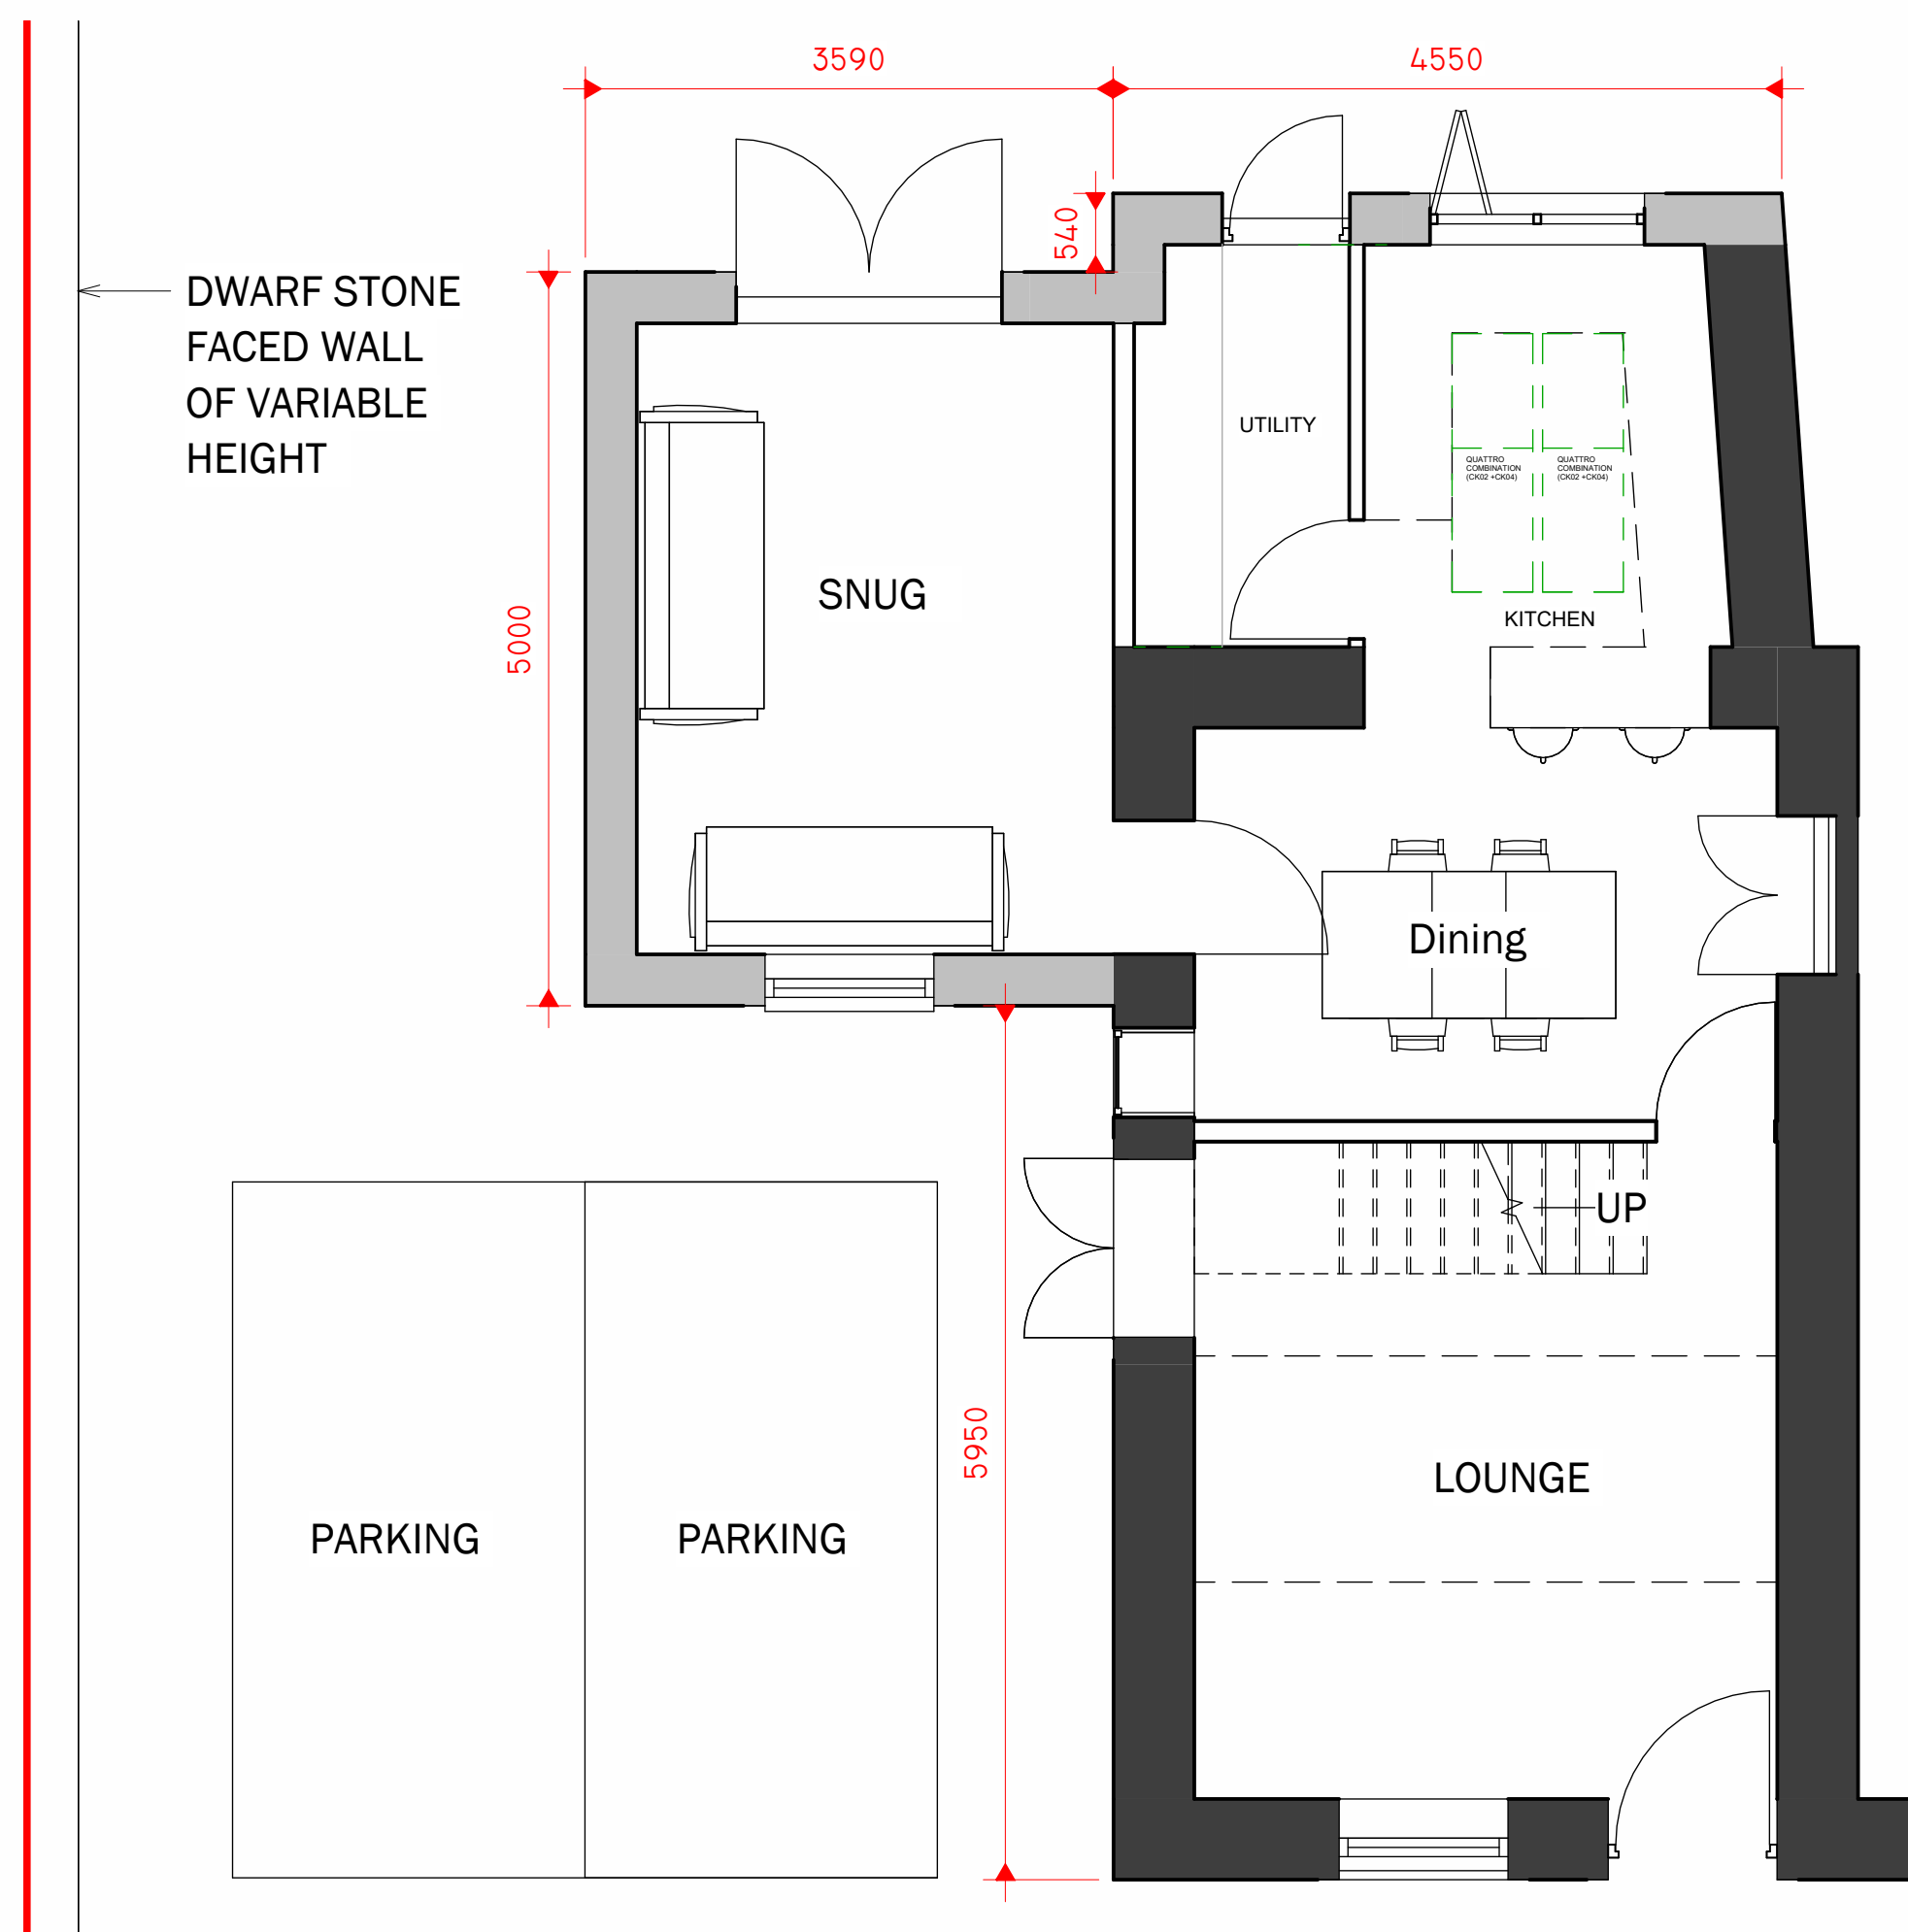 3590
4550
540
DWARF STONE
FACED WALL
OF VARIABLE
HEIGHT
UTILITY
QUATTRO
COMBINATION
(CK02 +CK04)
QUATTRO
COMBINATION
(CK02 +CK04)
SNUG
5000
KITCHEN
Dining
UP
5950
LOUNGE
PARKING
PARKING